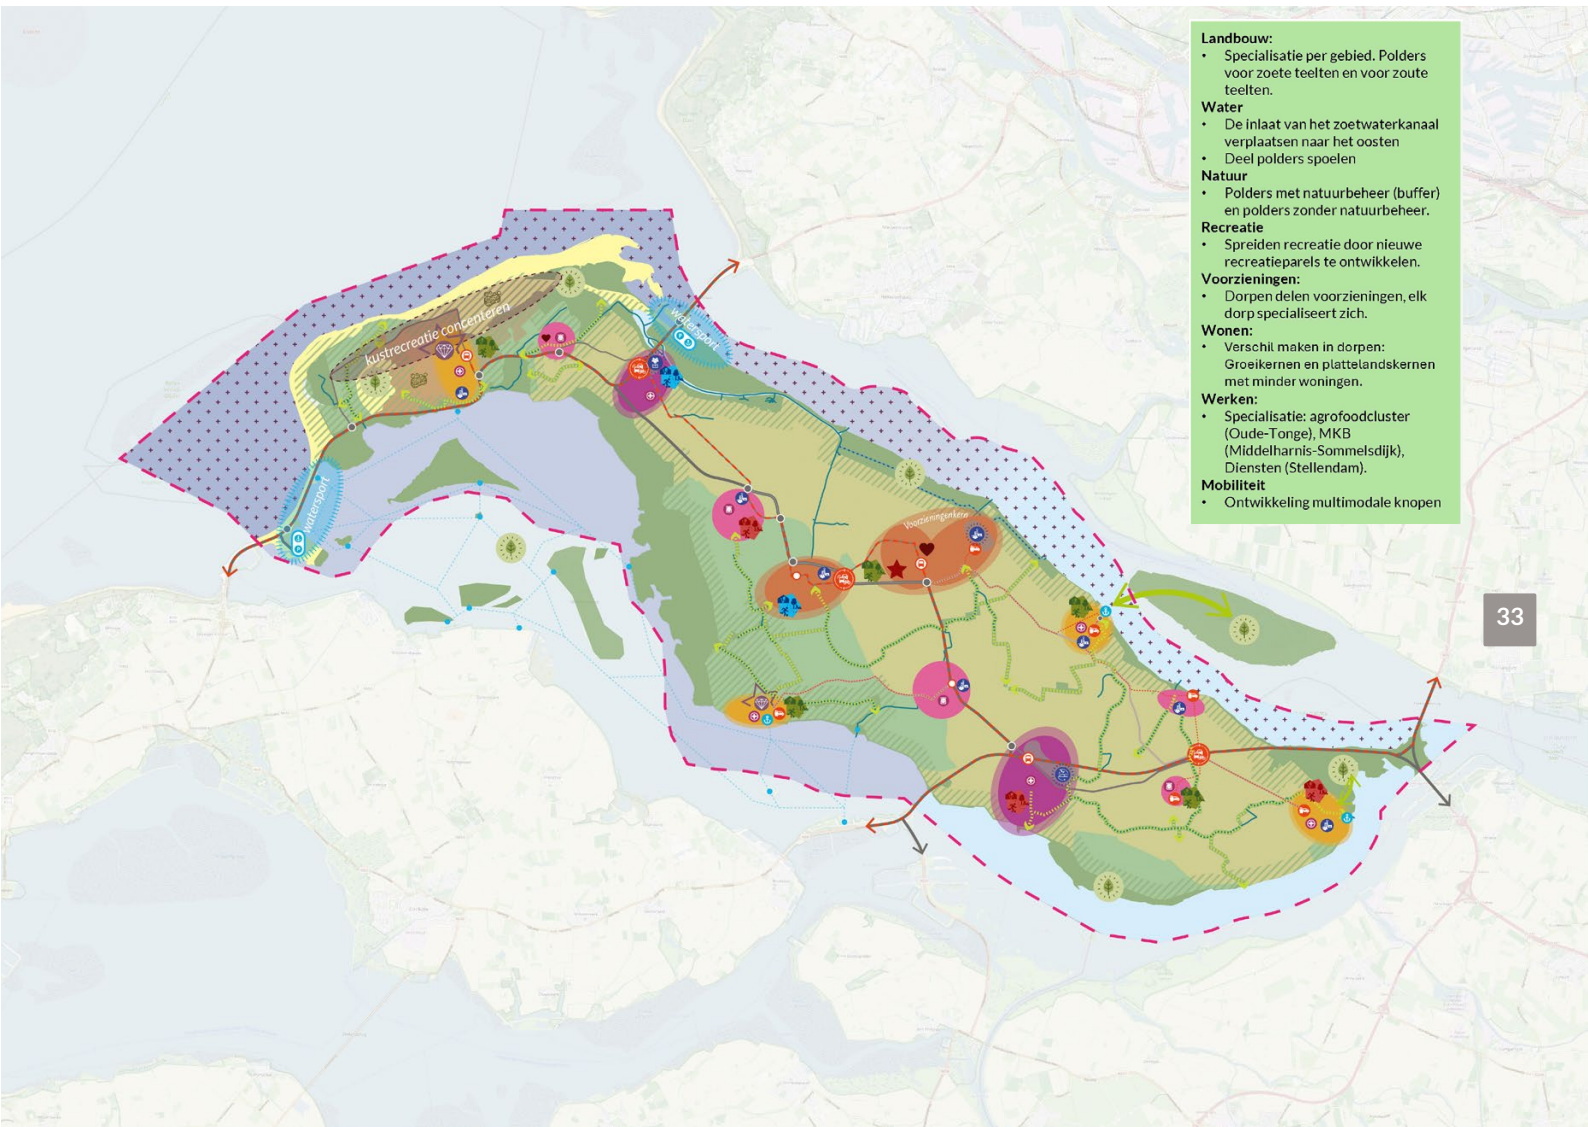 Landbouw:
• Specialisatie per gebied. Polders
voor zoete teelten en voor zoute
teelten.
Water
• De inlaat van het zoetwaterkanaal
verplaatsen naar het oosten
• Deel polders spoelen
Natuur
• Polders met natuurbeheer (buffer)
en polders zonder natuurbeheer.
Recreatie
• Spreiden recreatie door nieuwe
recreatieparels te ontwikkelen.
Voorzieningen:
• Dorpen delen voorzieningen, elk
dorp specialiseert zich.
Wonen:
• Verschil maken in dorpen:
Groeikernen en plattelandskernen
met minder woningen.
Werken:
• Specialisatie: agrofoodcluster
(Oude-Tonge), MKB
(Middelharnis-Sommelsdijk),
Diensten (Stellendam).
Mobiliteit
• Ontwikkeling multimodale knopen
kustrecreatie concenteren
watersport
watersport
Voorzieningenkern
33